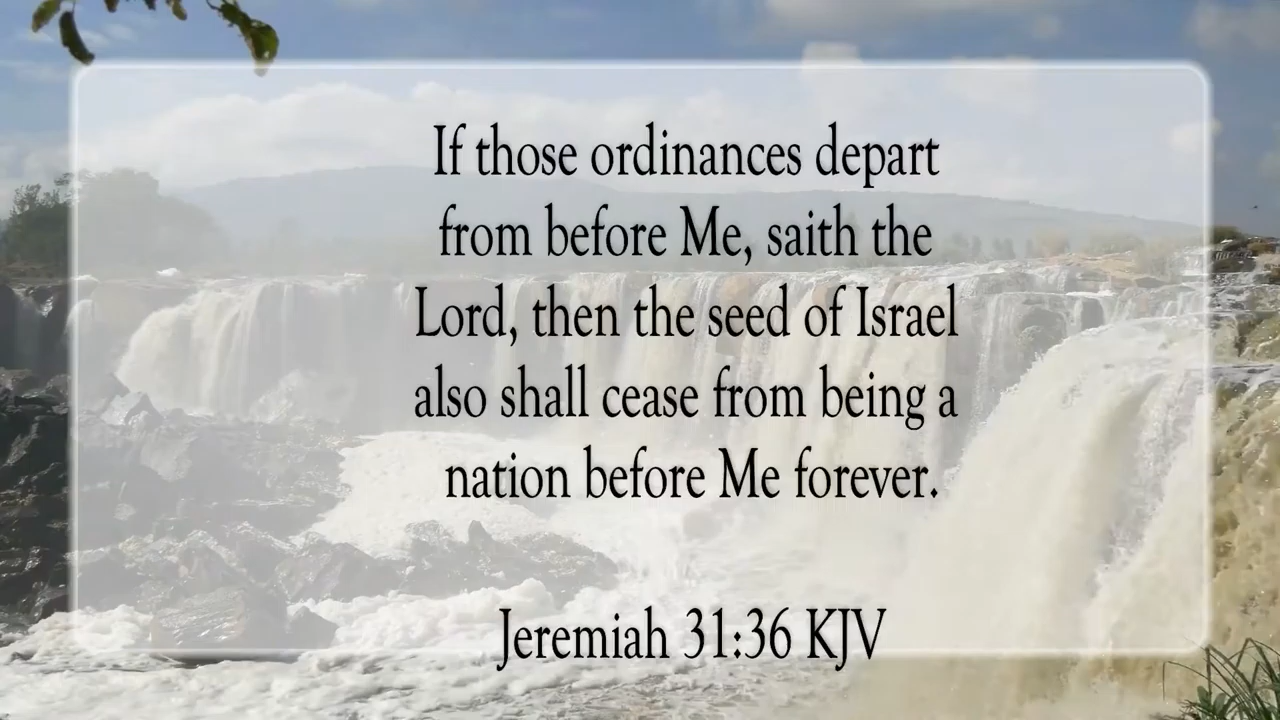 If those ordinances depart
from before Me, saith the
Lord, then the seed of Israel
also shall cease from being a
nation before Me forever.
Jeremiah 31:36 KJV